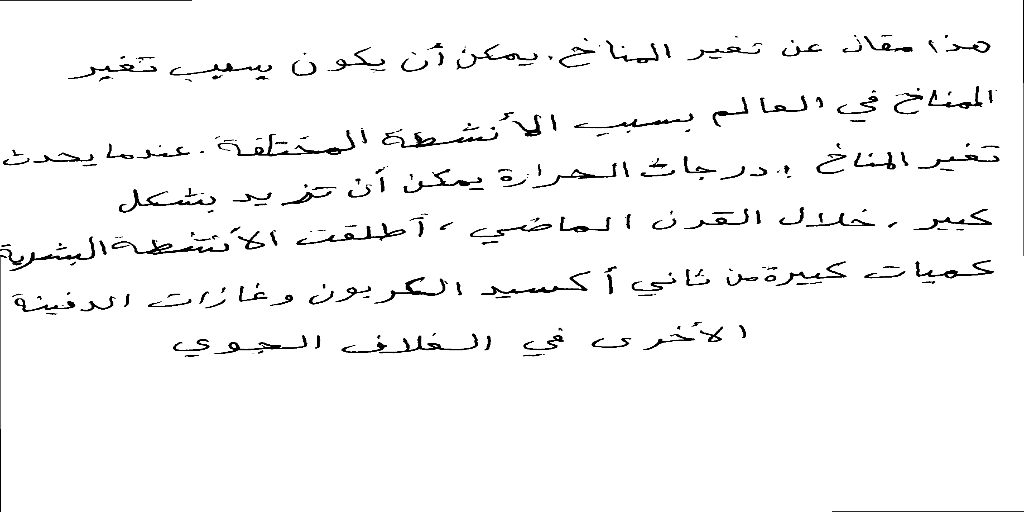 هذا مقال عن تغير المناخ. يمكن أن يكون بسبب تغير
المناخ في العالم بسبب الأنشطة المختلفة. عندما يحدث
تغير المناخ ، درجات الحرارة يمكن أن تزيد بشكل
كبير. خلال القرن الماضي ، أطلقت الأنشطة البشرية
كميات كبيرة من ثاني أكسيد الكربون وغازات الدفيئة
الأخرى في الغلاف الجوي